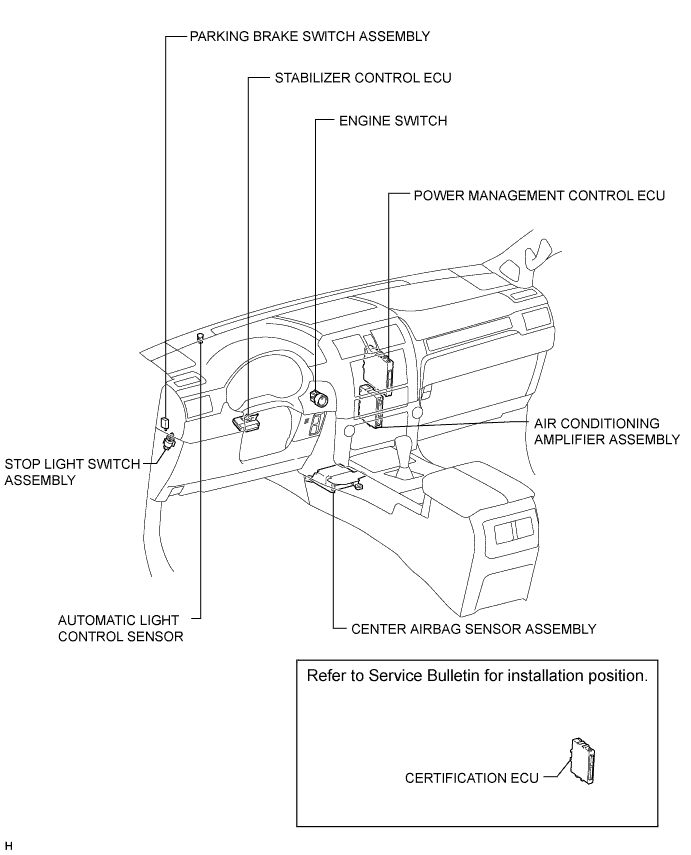 PARKING BRAKE SWITCH ASSEMBLY
STABILIZER CONTROL ECU
ENGINE SWITCH
POWER MANAGEMENT CONTROL ECU
AIR CONDITIONING
AMPLIFIER ASSEMBLY
STOP LIGHT SWITCH
ASSEMBLY
AUTOMATIC LIGHT
CONTROL SENSOR
CENTER AIRBAG SENSOR ASSEMBLY
Refer to Service Bulletin for installation position.
CERTIFICATION ECU
H